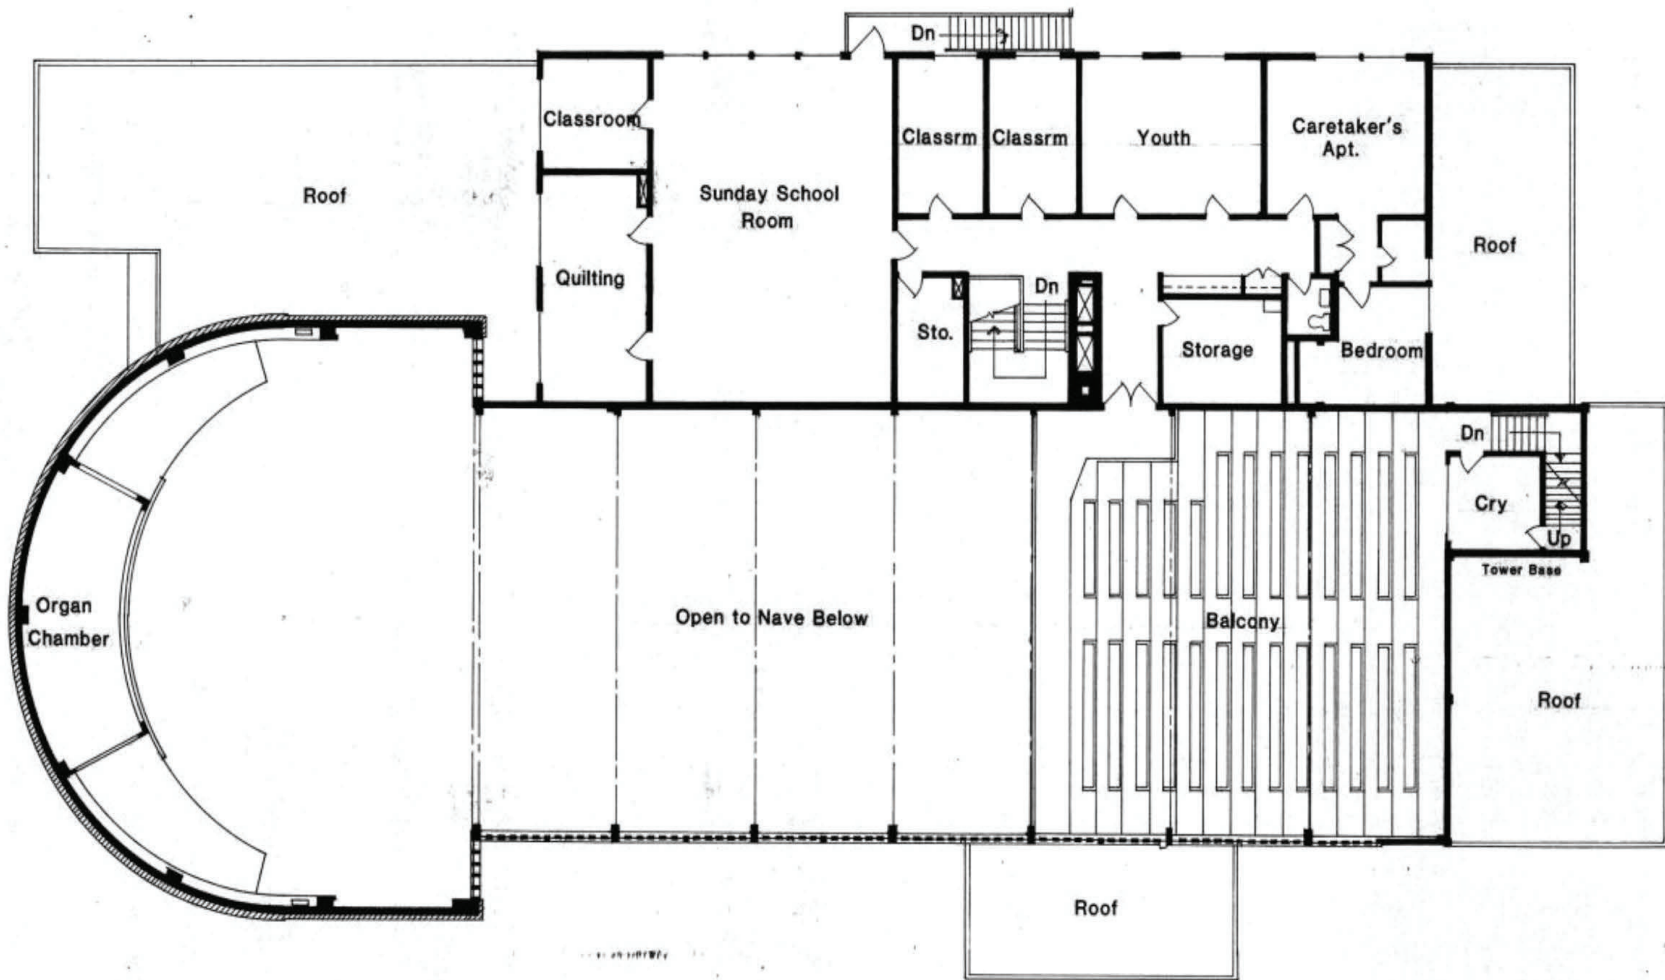 Dn
Classroom
Classrm
Classrm
Youth
Caretaker's
Apt.
Roof
Sunday School
Room
Roof
Quilting
Dn
Sto.
Storage
Bedroom
Dn
Cry
Up
Tower Base
Organ
Chamber
Open to Nave Below
Balcony
Roof
Roof